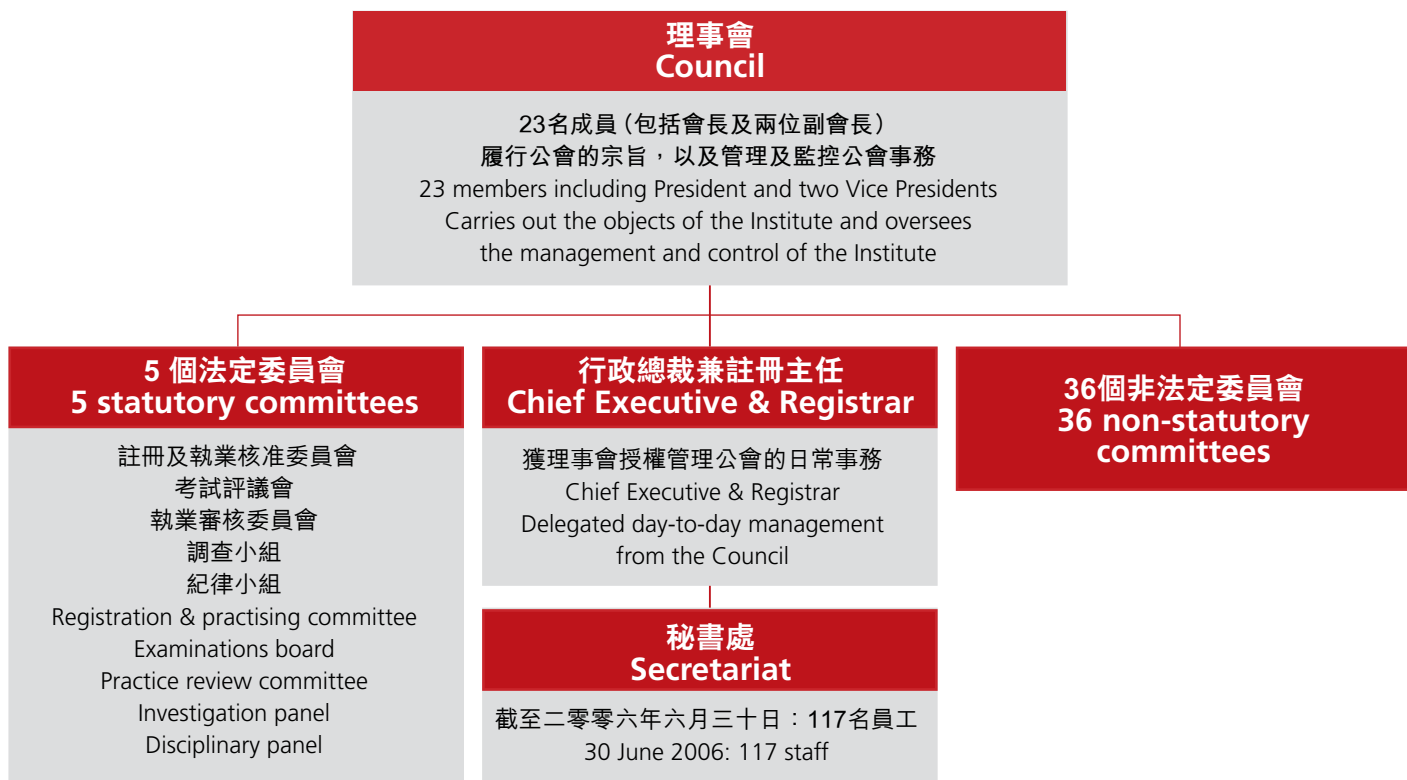 理事會
Council
23名成員（包括會長及兩位副會長）
履行公會的宗旨，以及管理及監控公會事務
23 members including President and two Vice Presidents
Carries out the objects of the Institute and oversees
the management and control of the Institute
5 個法定委員會
5 statutory committees
註冊及執業核准委員會
考試評議會
執業審核委員會
調查小組
紀律小組
Registration & practising committee
Examinations board
Practice review committee
Investigation panel
Disciplinary panel
行政總裁兼註冊主任
Chief Executive & Registrar
獲理事會授權管理公會的日常事務
Chief Executive & Registrar
Delegated day-to-day management
from the Council
秘書處
Secretariat
截至二零零六年六月三十日：117名員工
30 June 2006: 117 staff
36個非法定委員會
36 non-statutory
committees